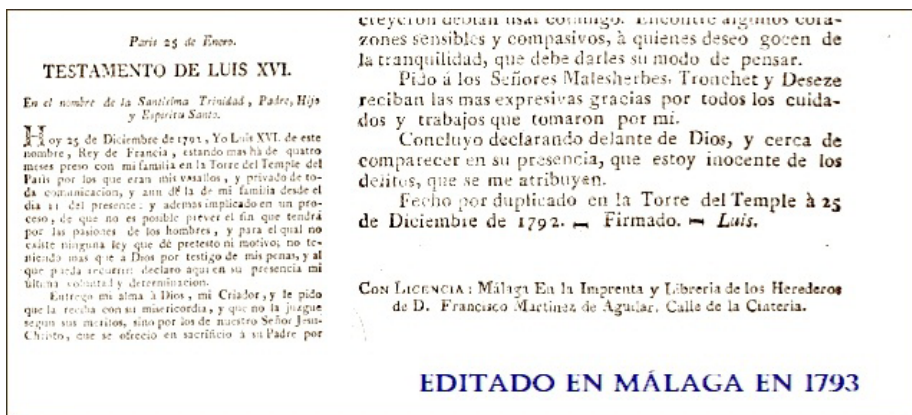 Paris 25 de Enero.
TESTAMENTO DE LUIS XVI.
En el nombre de la Santisima Trinidad, Padre, Hijo
y Espiritu Santo.
Hoy 25 de Diciembre de 1792, Yo Luis XVI. de este
nombre, Rey de Francia, estando mas há de quatro
meses preso con mi familia en la Torre del Temple del
Paris por los que eran mis vasallos, y privado de to-
da comunicacion, y aun de la de mi familia desde el
dia 11 del presente: y ademas implicado en un pro-
ceso, de que no es posible prever el fin que tendrá
por las pasiones de los hombres, y para el qual no
existe ninguna ley que dé pretesto ni motivo; no te-
niendo mas que á Dios por testigo de mis penas, y al
que pueda recurrir: declaro aqui en su presencia mi
última voluntad y determinacion.
Entrego mi alma à Dios, mi Criador, y le pido
que la reciba con su misericordia, y que no la juzgue
segun sus meritos, sino por los de nuestro Señor Jesu-
Christo, que se ofreció en sacrificio à su Padre por
creyeron debian usar conmigo. Encontré algunos cora-
zones sensibles y compasivos, à quienes deseo gocen de
la tranquilidad, que debe darles su modo de pensar.
Pido á los Señores Malesherbes, Tronchet y Deseze
reciban las mas expresivas gracias por todos los cuida-
dos y trabajos que tomaron por mí.
Concluyo declarando delante de Dios, y cerca de
comparecer en su presencia, que estoy inocente de los
delitos, que se me atribuyen.
Fecho por duplicado en la Torre del Temple à 25
de Diciembre de 1792. — Firmado. — Luis.
CON LICENCIA: Málaga En la Imprenta y Libreria de los Herederos
de D. Francisco Martinez de Aguilar, Calle de la Cinteria.
EDITADO EN MÁLAGA EN 1793